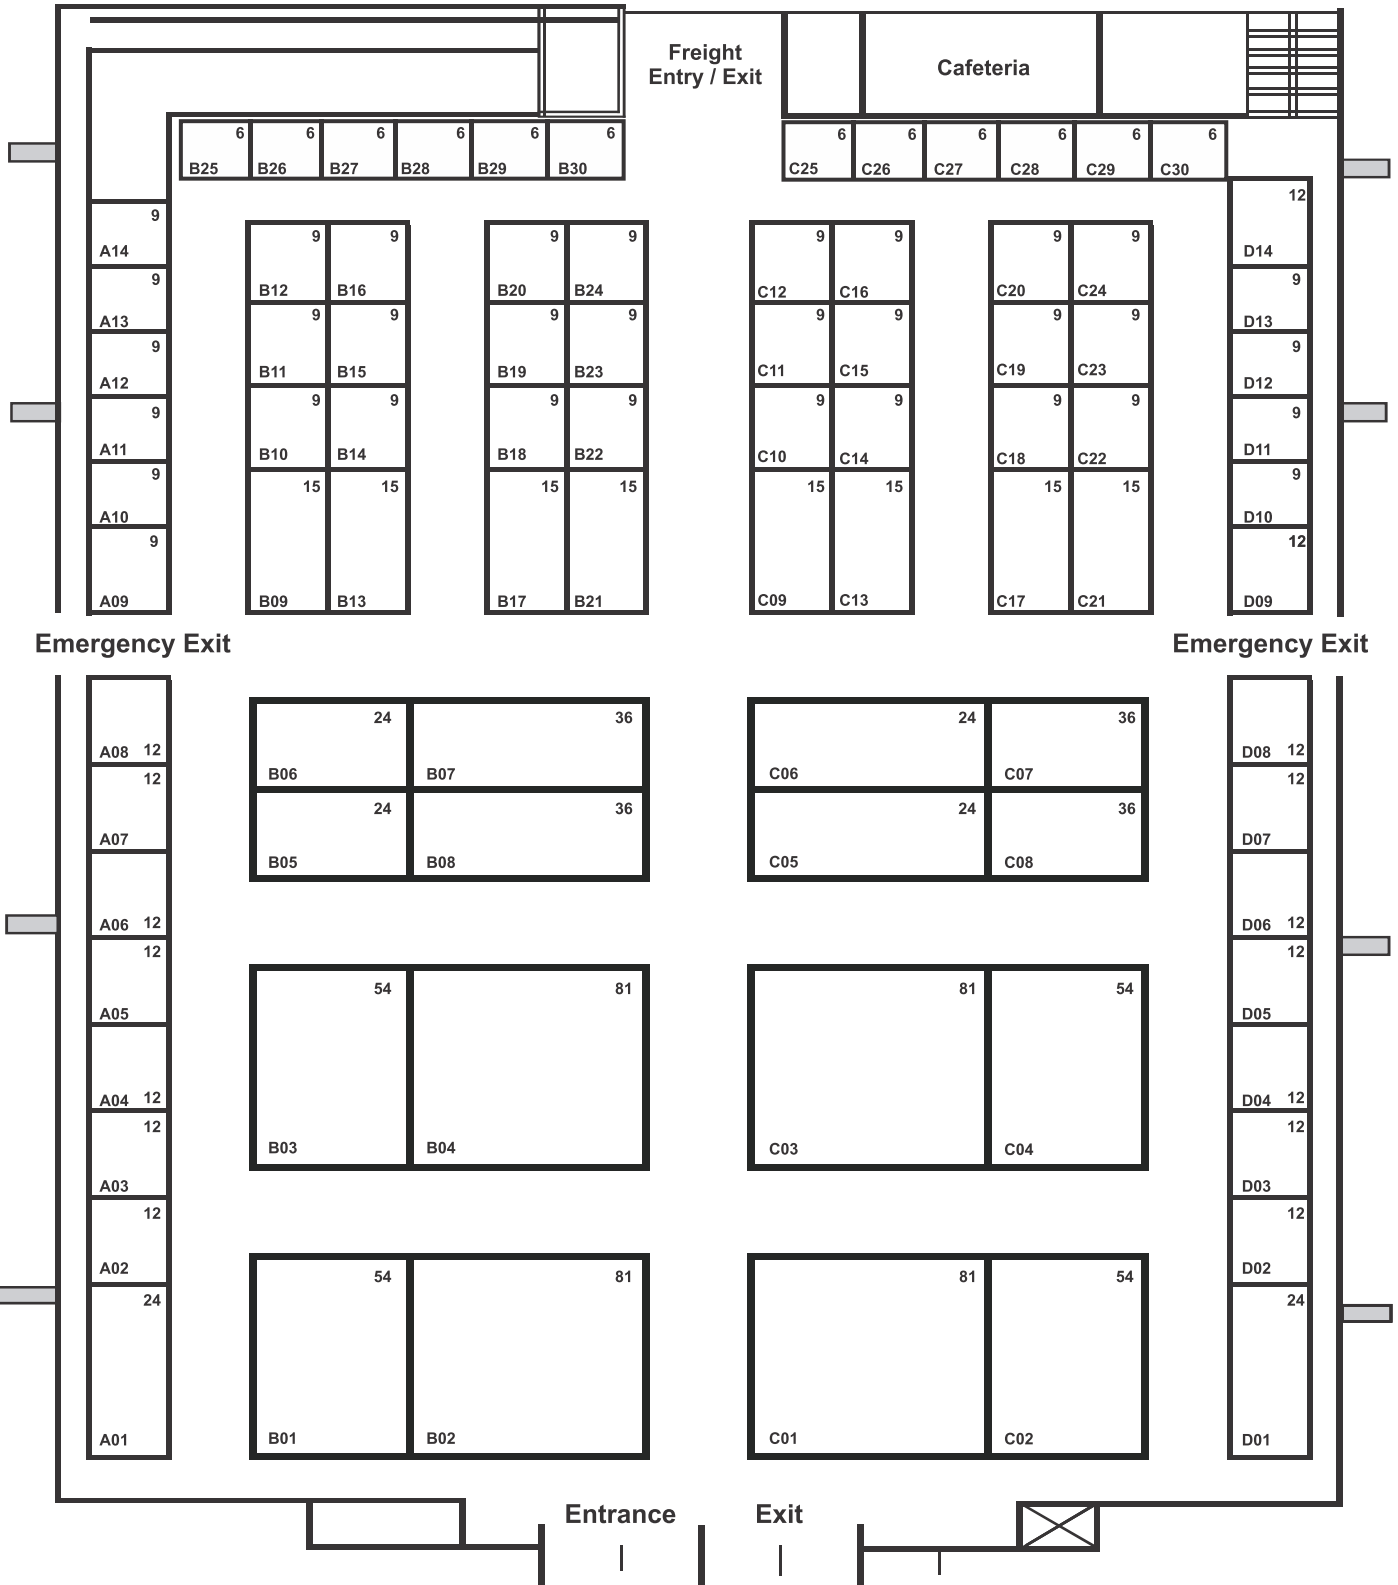 Freight
Entry / Exit
Cafeteria
6 6 6 6 6 6
B25 B26 B27 B28 B29 B30
6 6 6 6 6 6
C25 C26 C27 C28 C29 C30
9
A14
9
A13
9
A12
9
A11
9
A10
9
A09
9 9
B12 B16
9 9
B11 B15
9 9
B10 B14
15 15
B09 B13
9 9
B20 B24
9 9
B19 B23
9 9
B18 B22
15 15
B17 B21
9 9
C12 C16
9 9
C11 C15
9 9
C10 C14
15 15
C09 C13
9 9
C20 C24
9 9
C19 C23
9 9
C18 C22
15 15
C17 C21
12
D14
9
D13
9
D12
9
D11
9
D10
12
D09
Emergency Exit
Emergency Exit
A08 12
12
A07
A06 12
12
A05
A04 12
12
A03
12
A02
24
A01
24 36
B06 B07
24 36
B05 B08
54 81
B03 B04
54 81
B01 B02
24 36
C06 C07
24 36
C05 C08
81 54
C03 C04
81 54
C01 C02
D08 12
12
D07
D06 12
12
D05
D04 12
12
D03
12
D02
24
D01
Entrance
Exit